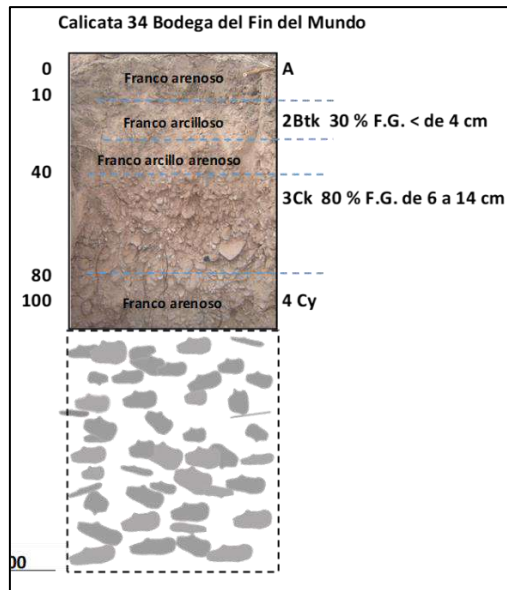 Calicata 34 Bodega del Fin del Mundo
0 Franco arenoso A
10
Franco arcilloso 2Btk 30 % F.G. < de 4 cm
Franco arcillo arenoso
40
3Ck 80 % F.G. de 6 a 14 cm
80
100 Franco arenoso 4 Cy
00